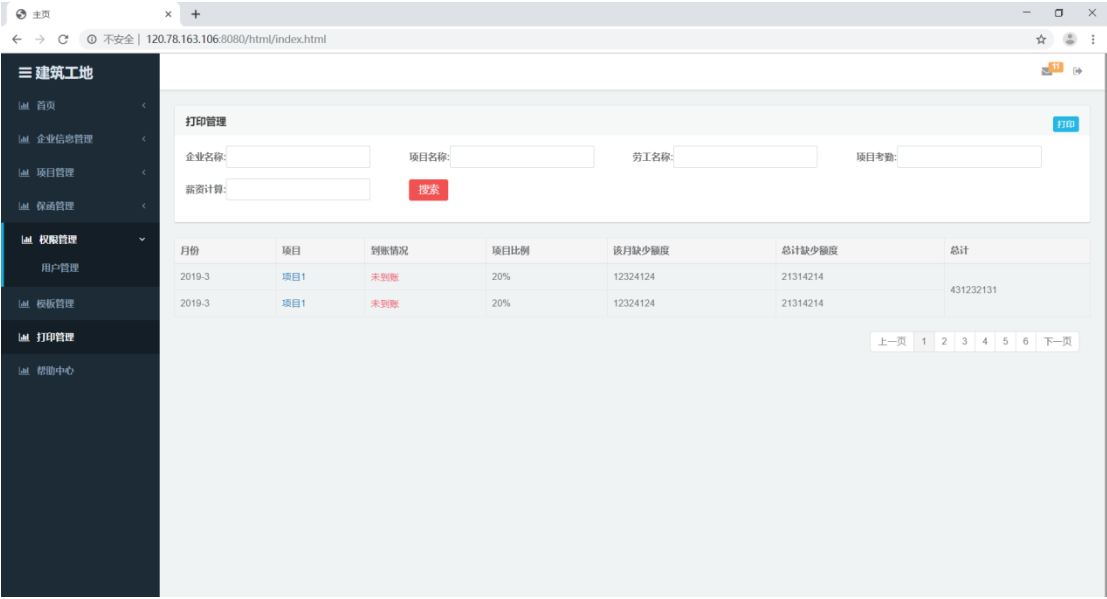 主页
不安全 | 120.78.163.106:8080/html/index.html
建筑工地
11
首页
企业信息管理
项目管理
保函管理
权限管理
用户管理
模板管理
打印管理
帮助中心
打印管理
打印
企业名称:
项目名称:
劳工名称:
项目考勤:
薪资计算:
搜索
月份 项目 到账情况 项目比例 该月缺少额度 总计缺少额度 总计
2019-3 项目1 未到账 20% 12324124 21314214
431232131
2019-3 项目1 未到账 20% 12324124 21314214
上一页 1 2 3 4 5 6 下一页